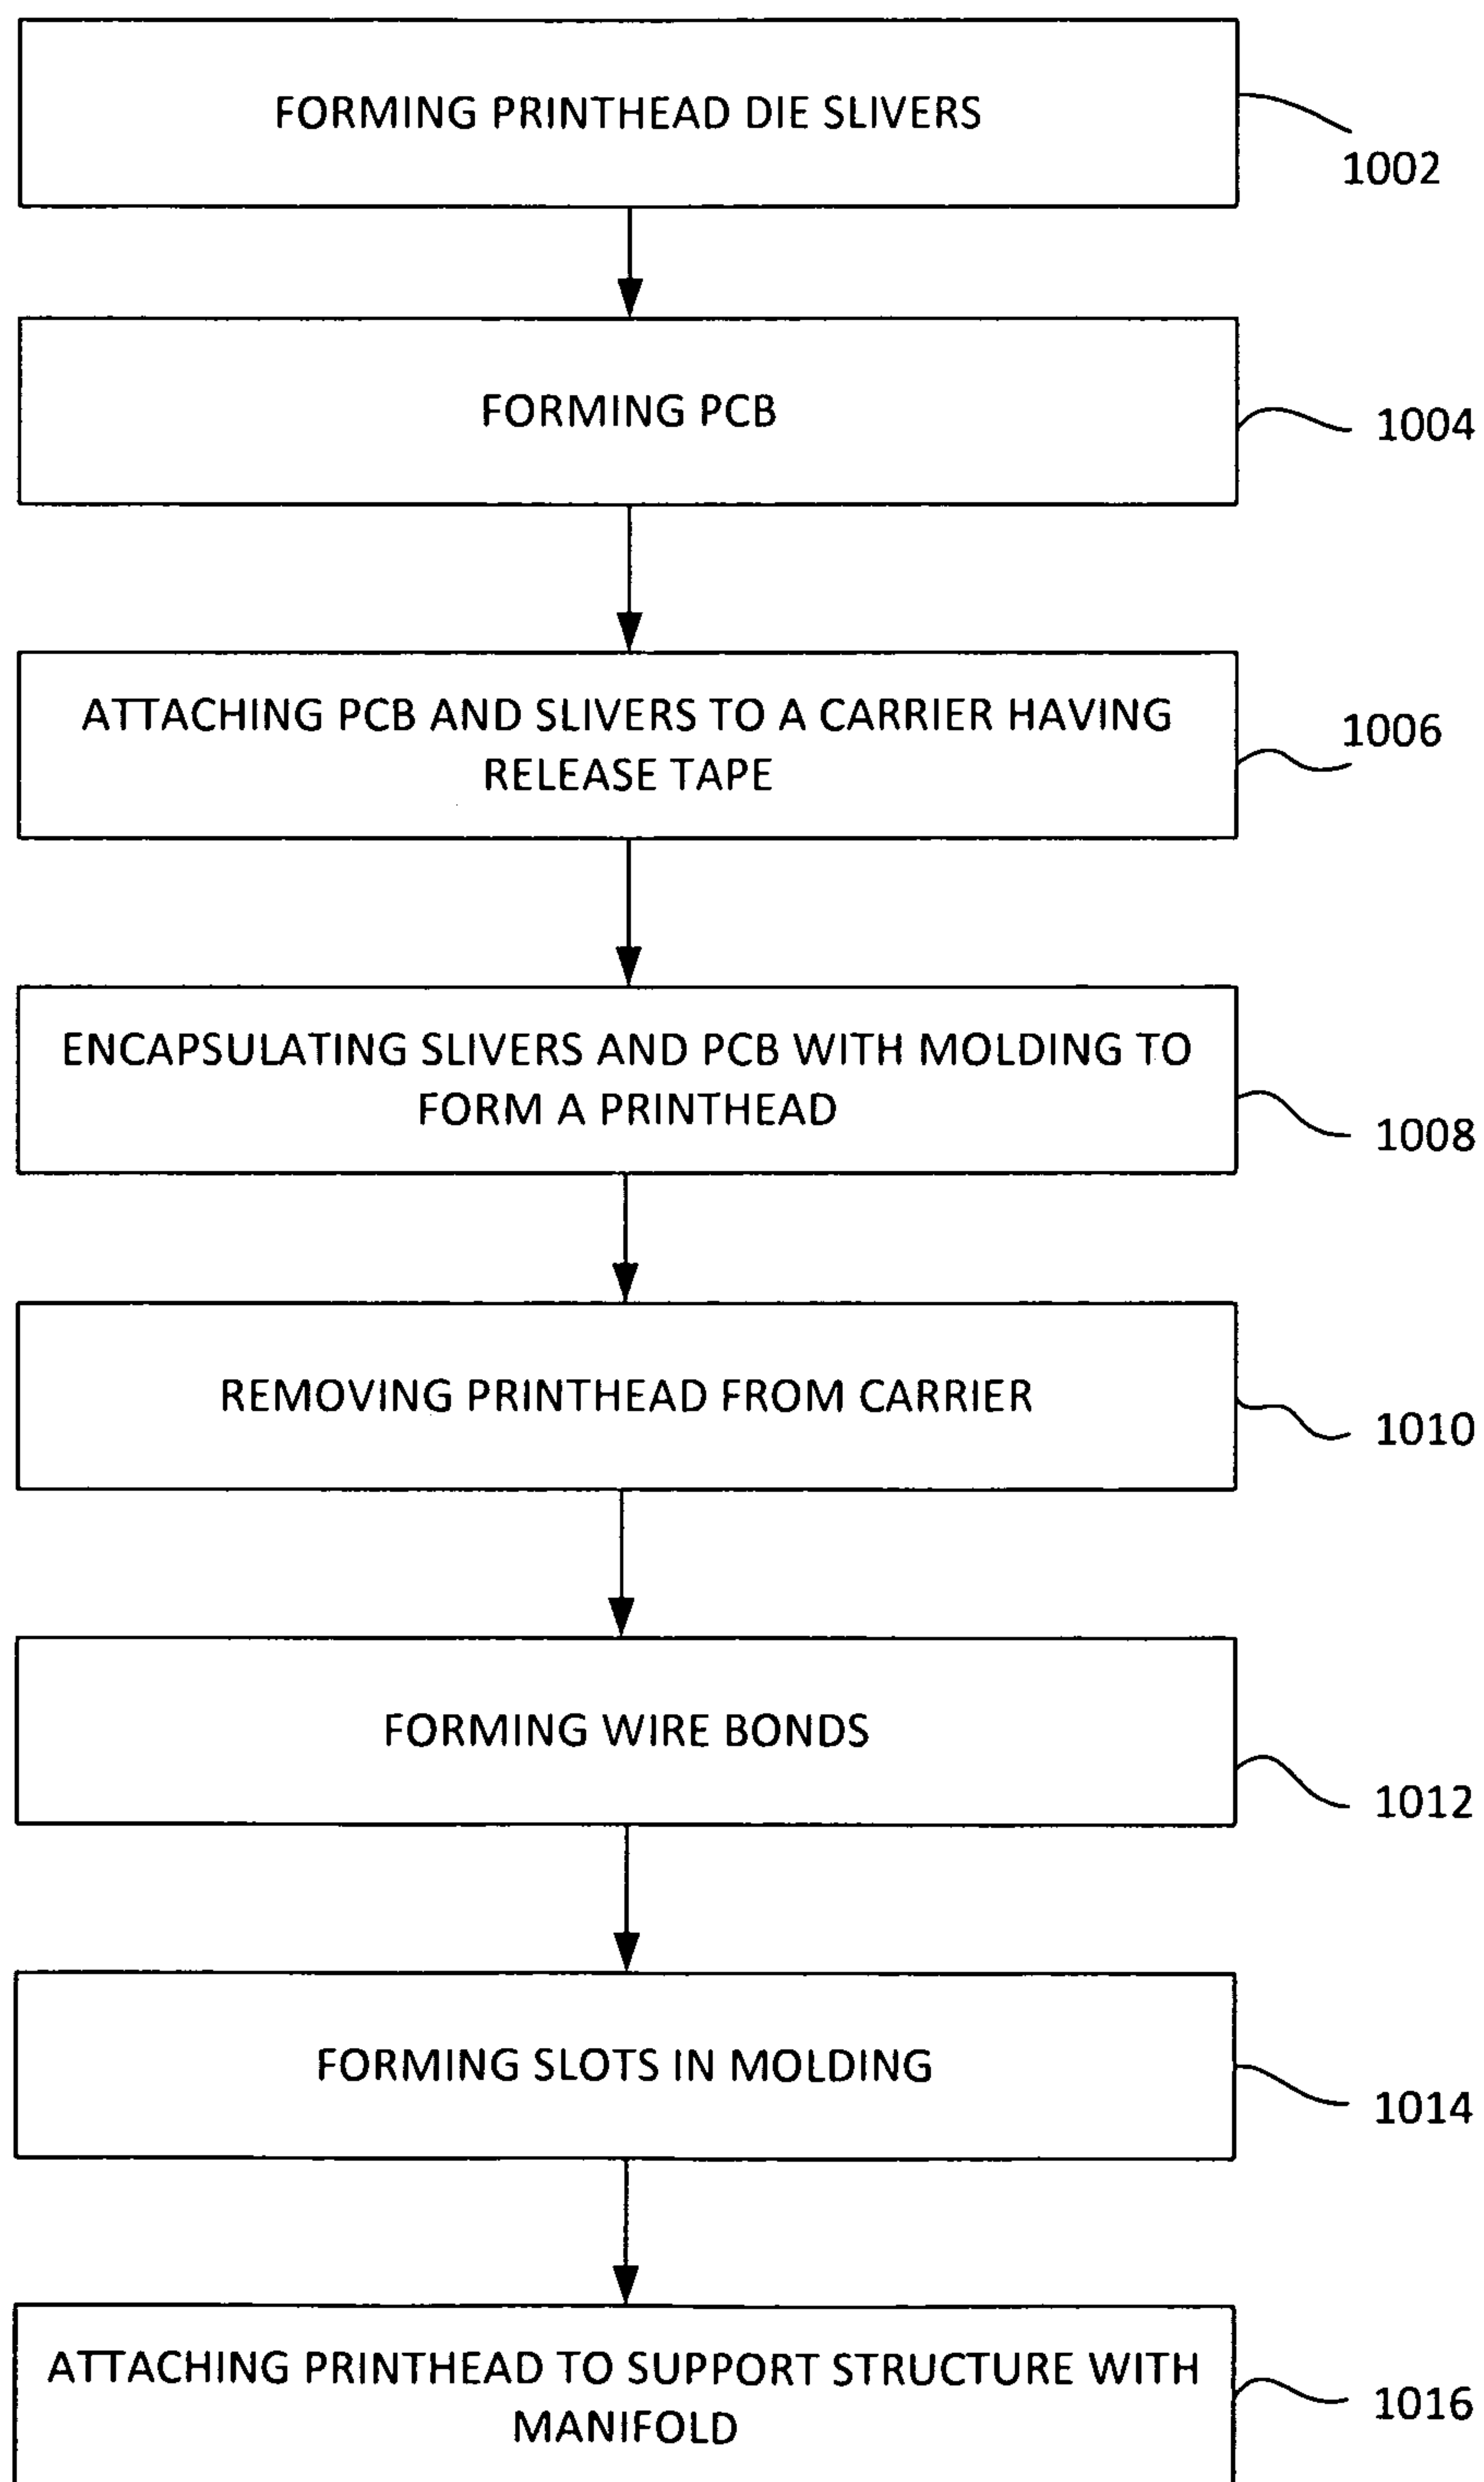 FORMING PRINTHEAD DIE SLIVERS
1002
FORMING PCB
1004
ATTACHING PCB AND SLIVERS TO A CARRIER HAVING
RELEASE TAPE
1006
ENCAPSULATING SLIVERS AND PCB WITH MOLDING TO
FORM A PRINTHEAD
1008
REMOVING PRINTHEAD FROM CARRIER
1010
FORMING WIRE BONDS
1012
FORMING SLOTS IN MOLDING
1014
ATTACHING PRINTHEAD TO SUPPORT STRUCTURE WITH
MANIFOLD
1016